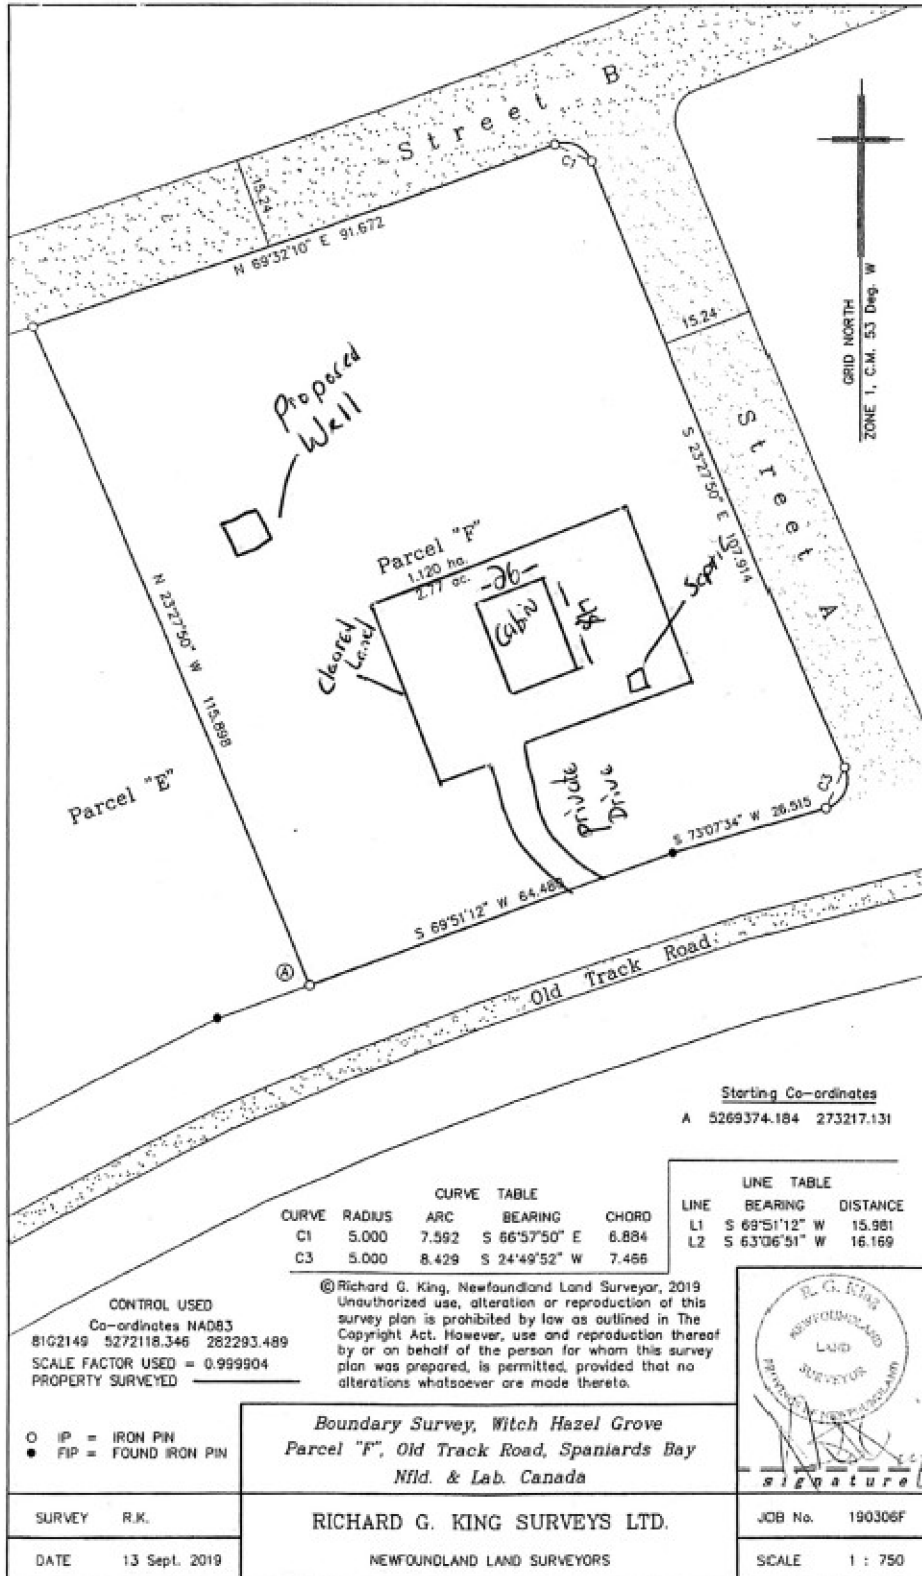 Street B
C1
15.24
N 69°32'10" E 91.672
15.24
GRID NORTH
ZONE 1, C.M. 53 Deg. W
Proposed
Well
Street A
S 23°27'50" E 107.914
Parcel "F"
1.120 ha.
2.77 ac.
-26-
Cabin
Septic
Cleared
Land
N 23°27'50" W 115.898
Parcel "E"
Private
Drive
C3
S 73°07'34" W 26.515
S 69°51'12" W 64.485
A
Old Track Road
Starting Co-ordinates
A 5269374.184 273217.131
CURVE TABLE
CURVE RADIUS ARC BEARING CHORD
C1 5.000 7.592 S 66°57'50" E 6.884
C3 5.000 8.429 S 24°49'52" W 7.466
LINE TABLE
LINE BEARING DISTANCE
L1 S 69°51'12" W 15.981
L2 S 63°06'51" W 16.169
CONTROL USED
Co-ordinates NAD83
81G2149 5272118.346 282293.489
SCALE FACTOR USED = 0.999904
PROPERTY SURVEYED
© Richard G. King, Newfoundland Land Surveyor, 2019
Unauthorized use, alteration or reproduction of this
survey plan is prohibited by law as outlined in The
Copyright Act. However, use and reproduction thereof
by or on behalf of the person for whom this survey
plan was prepared, is permitted, provided that no
alterations whatsoever are made thereto.
R. G. King
NEWFOUNDLAND
LAND
SURVEYOR
PROVINCE OF NEWFOUNDLAND
signature
O IP = IRON PIN
● FIP = FOUND IRON PIN
Boundary Survey, Witch Hazel Grove
Parcel "F", Old Track Road, Spaniards Bay
Nfld. & Lab. Canada
SURVEY R.K.
RICHARD G. KING SURVEYS LTD.
JOB No. 190306F
DATE 13 Sept. 2019
NEWFOUNDLAND LAND SURVEYORS
SCALE 1 : 750